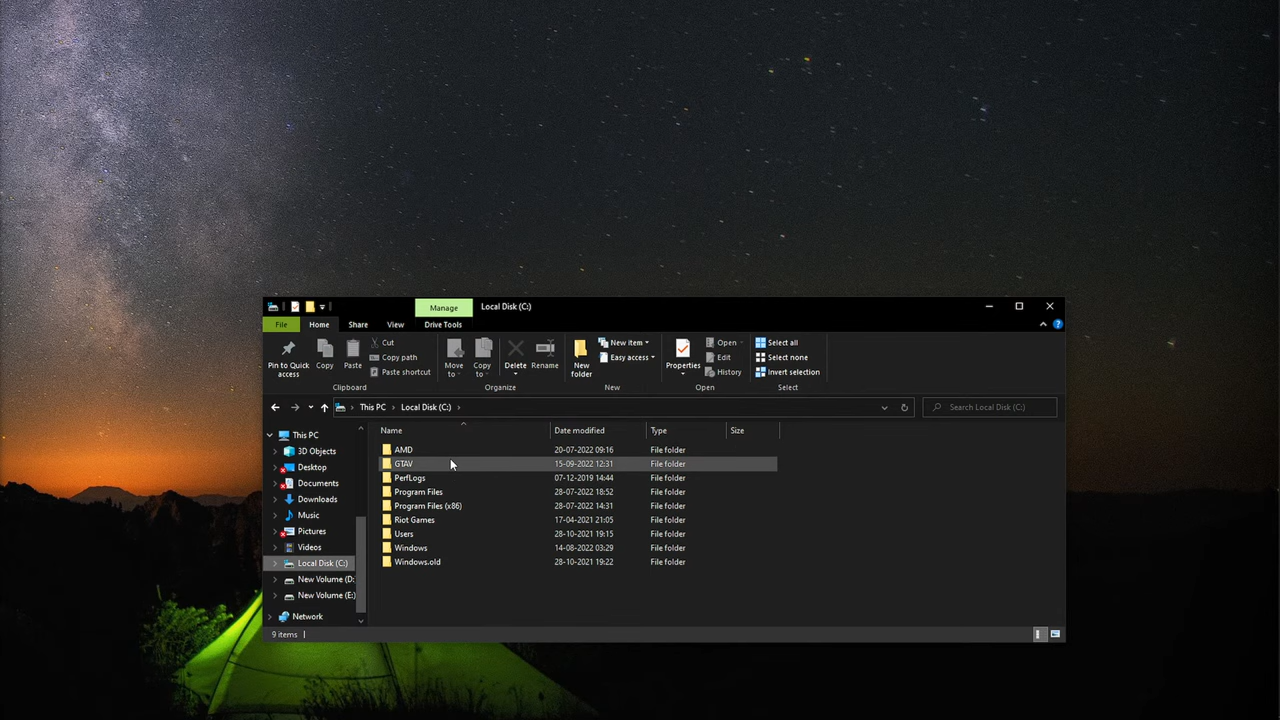 Manage Local Disk (C:)
File Home Share View Drive Tools
Pin to Quick access
Copy
Paste
Cut
Copy path
Paste shortcut
Clipboard
Move to
Copy to
Delete
Rename
Organize
New folder
New item
Easy access
New
Properties
Open
Edit
History
Open
Select all
Select none
Invert selection
Select
This PC Local Disk (C:) Search Local Disk (C:)
This PC
3D Objects
Desktop
Documents
Downloads
Music
Pictures
Videos
Local Disk (C:)
New Volume (D:
New Volume (E:)
Network
Name Date modified Type Size
AMD 20-07-2022 09:16 File folder
GTAV 15-09-2022 12:31 File folder
PerfLogs 07-12-2019 14:44 File folder
Program Files 28-07-2022 18:52 File folder
Program Files (x86) 28-07-2022 14:31 File folder
Riot Games 17-04-2021 21:05 File folder
Users 28-10-2021 19:15 File folder
Windows 14-08-2022 03:29 File folder
Windows.old 28-10-2021 19:22 File folder
9 items